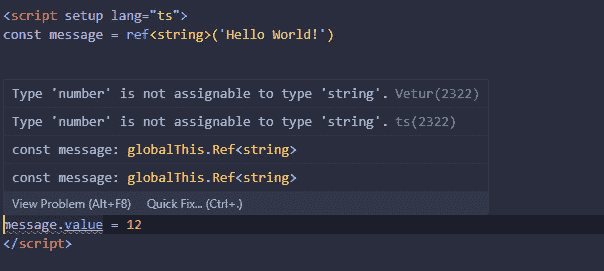 <script setup lang="ts">
const message = ref<string>('Hello World!')
Type 'number' is not assignable to type 'string'. Vetur(2322)
Type 'number' is not assignable to type 'string'. ts(2322)
const message: globalThis.Ref<string>
const message: globalThis.Ref<string>
View Problem (Alt+F8) Quick Fix... (Ctrl+.)
message.value = 12
</script>